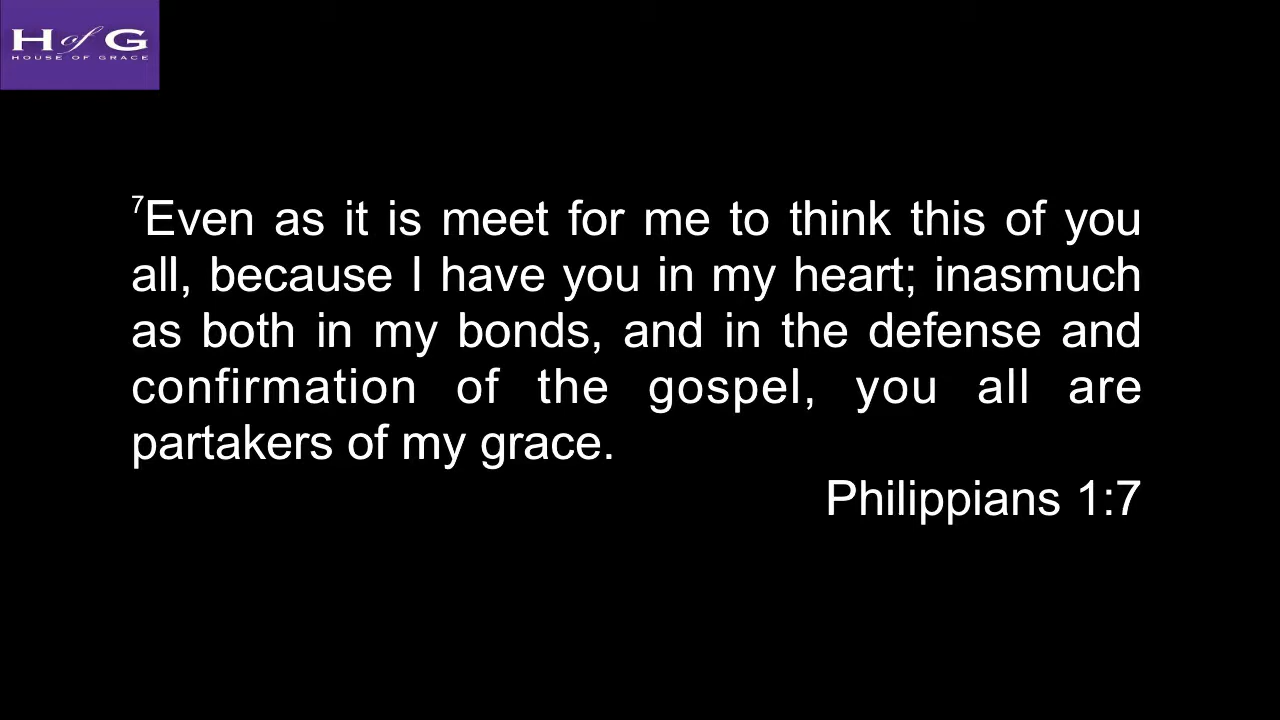 H of G
HOUSE OF GRACE
⁷Even as it is meet for me to think this of you
all, because I have you in my heart; inasmuch
as both in my bonds, and in the defense and
confirmation of the gospel, you all are
partakers of my grace.
Philippians 1:7